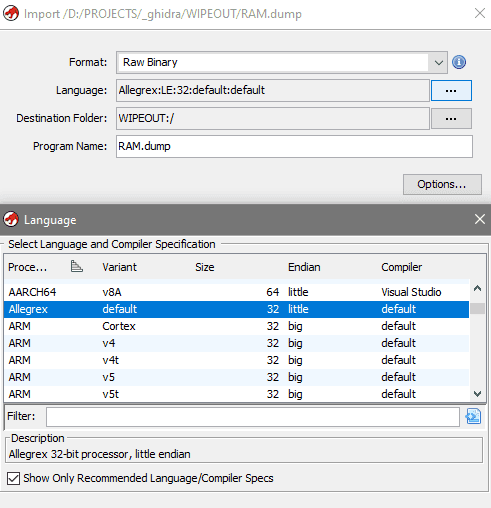 Import /D:/PROJECTS/_ghidra/WIPEOUT/RAM.dump
Format: Raw Binary
Language: Allegrex:LE:32:default:default ...
Destination Folder: WIPEOUT:/ ...
Program Name: RAM.dump
Options...
Language
Select Language and Compiler Specification
Proce... Variant Size Endian Compiler
AARCH64 v8A 64 little Visual Studio
Allegrex default 32 little default
ARM Cortex 32 big default
ARM v4 32 big default
ARM v4t 32 big default
ARM v5 32 big default
ARM v5t 32 big default
Filter:
Description
Allegrex 32-bit processor, little endian
Show Only Recommended Language/Compiler Specs